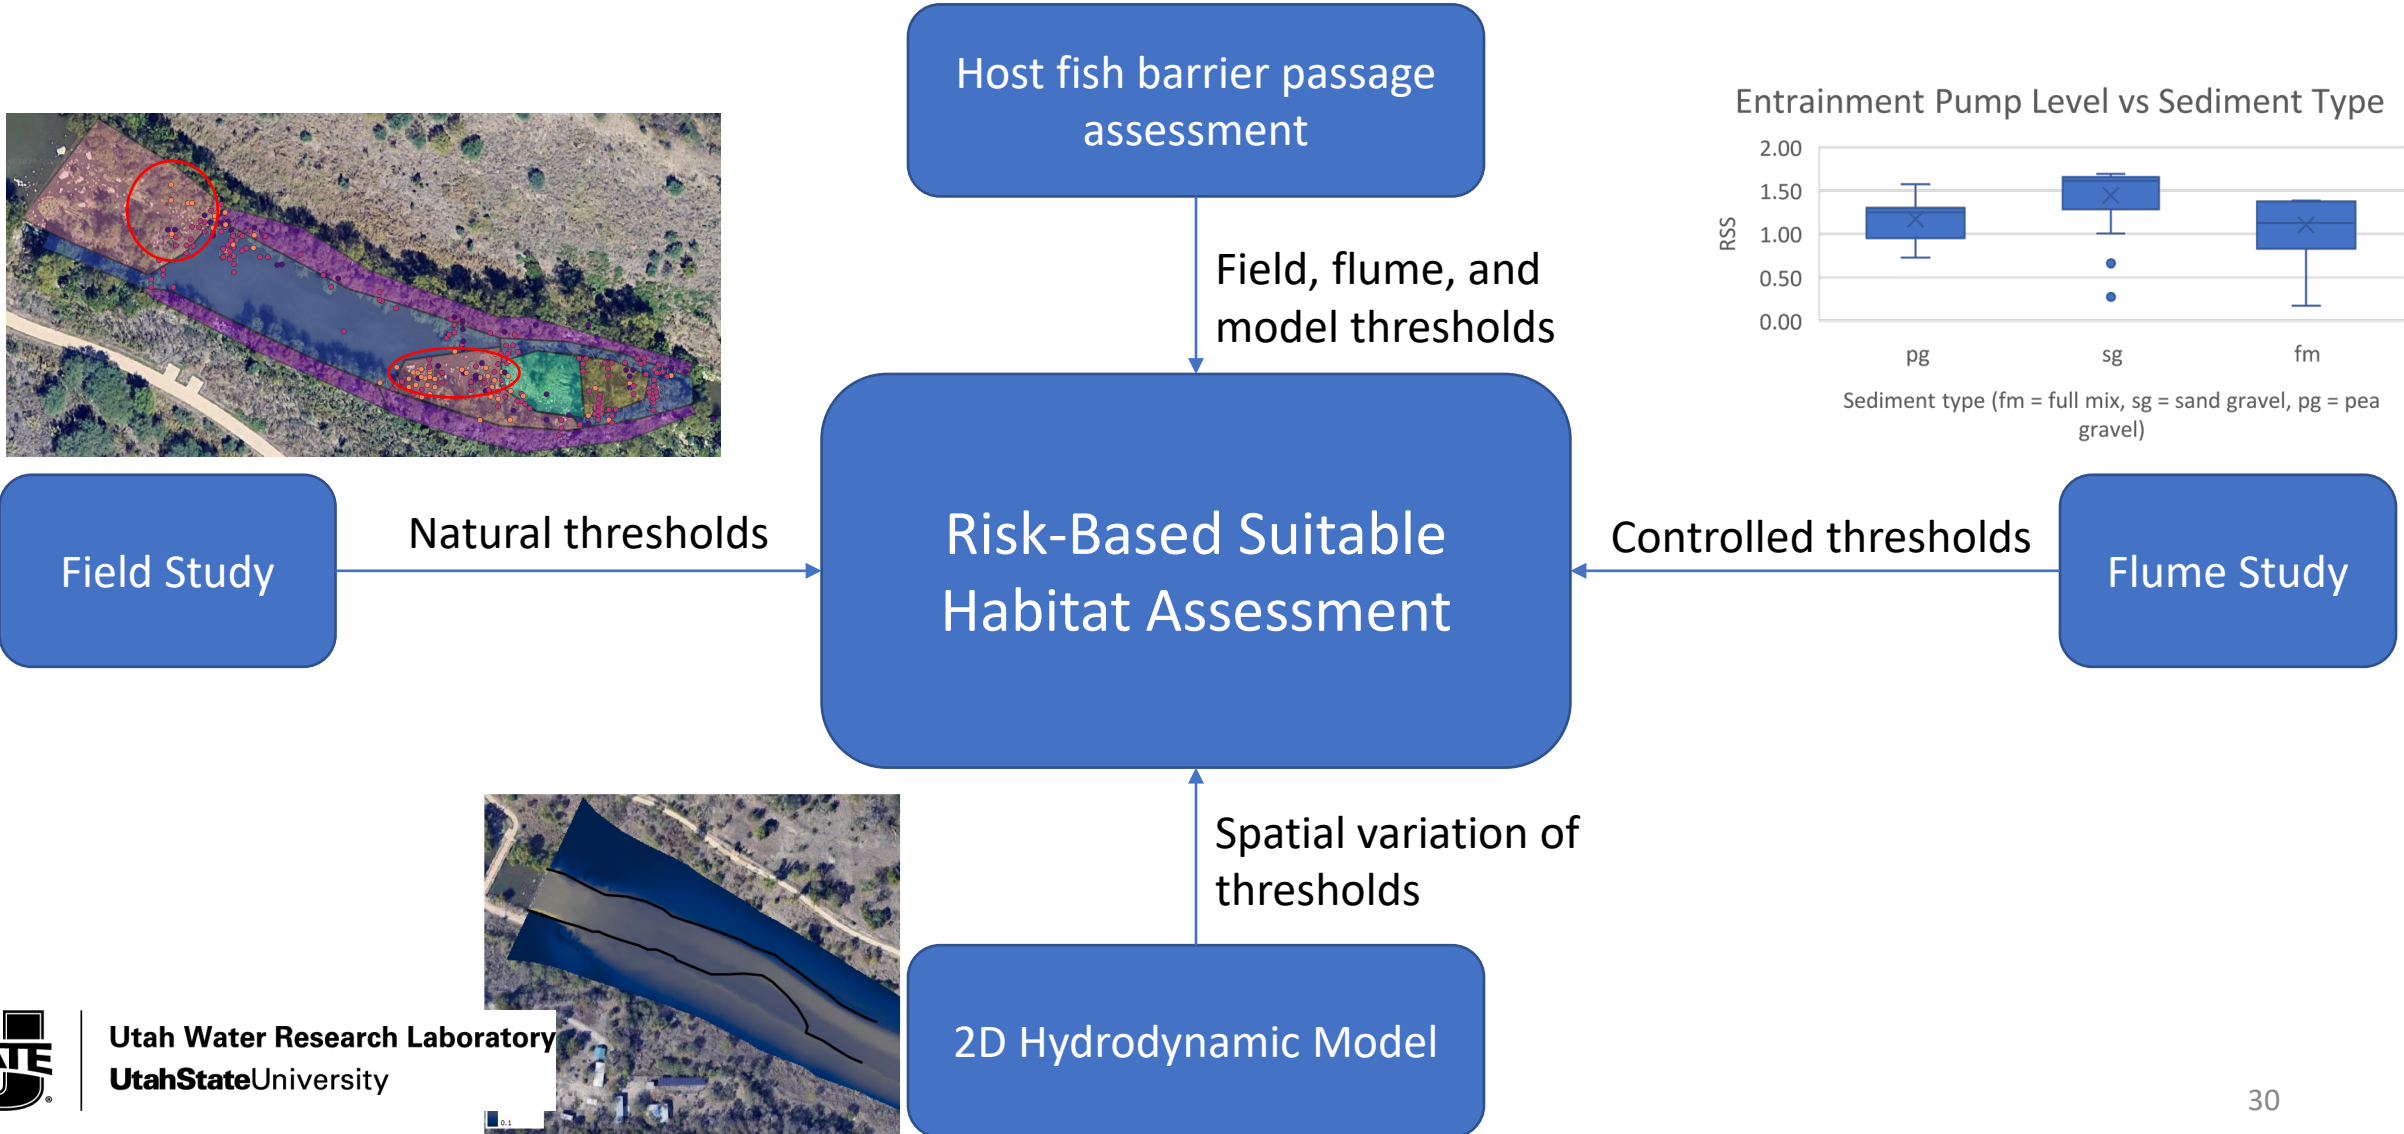 Host fish barrier passage
assessment
Entrainment Pump Level vs Sediment Type
2.00
1.50
1.00
0.50
0.00
RSS
pg
sg
fm
Sediment type (fm = full mix, sg = sand gravel, pg = pea
gravel)
Field, flume, and
model thresholds
Field Study
Natural thresholds
Risk-Based Suitable
Habitat Assessment
Controlled thresholds
Flume Study
Spatial variation of
thresholds
2D Hydrodynamic Model
Utah Water Research Laboratory
UtahStateUniversity
®
0.1
30